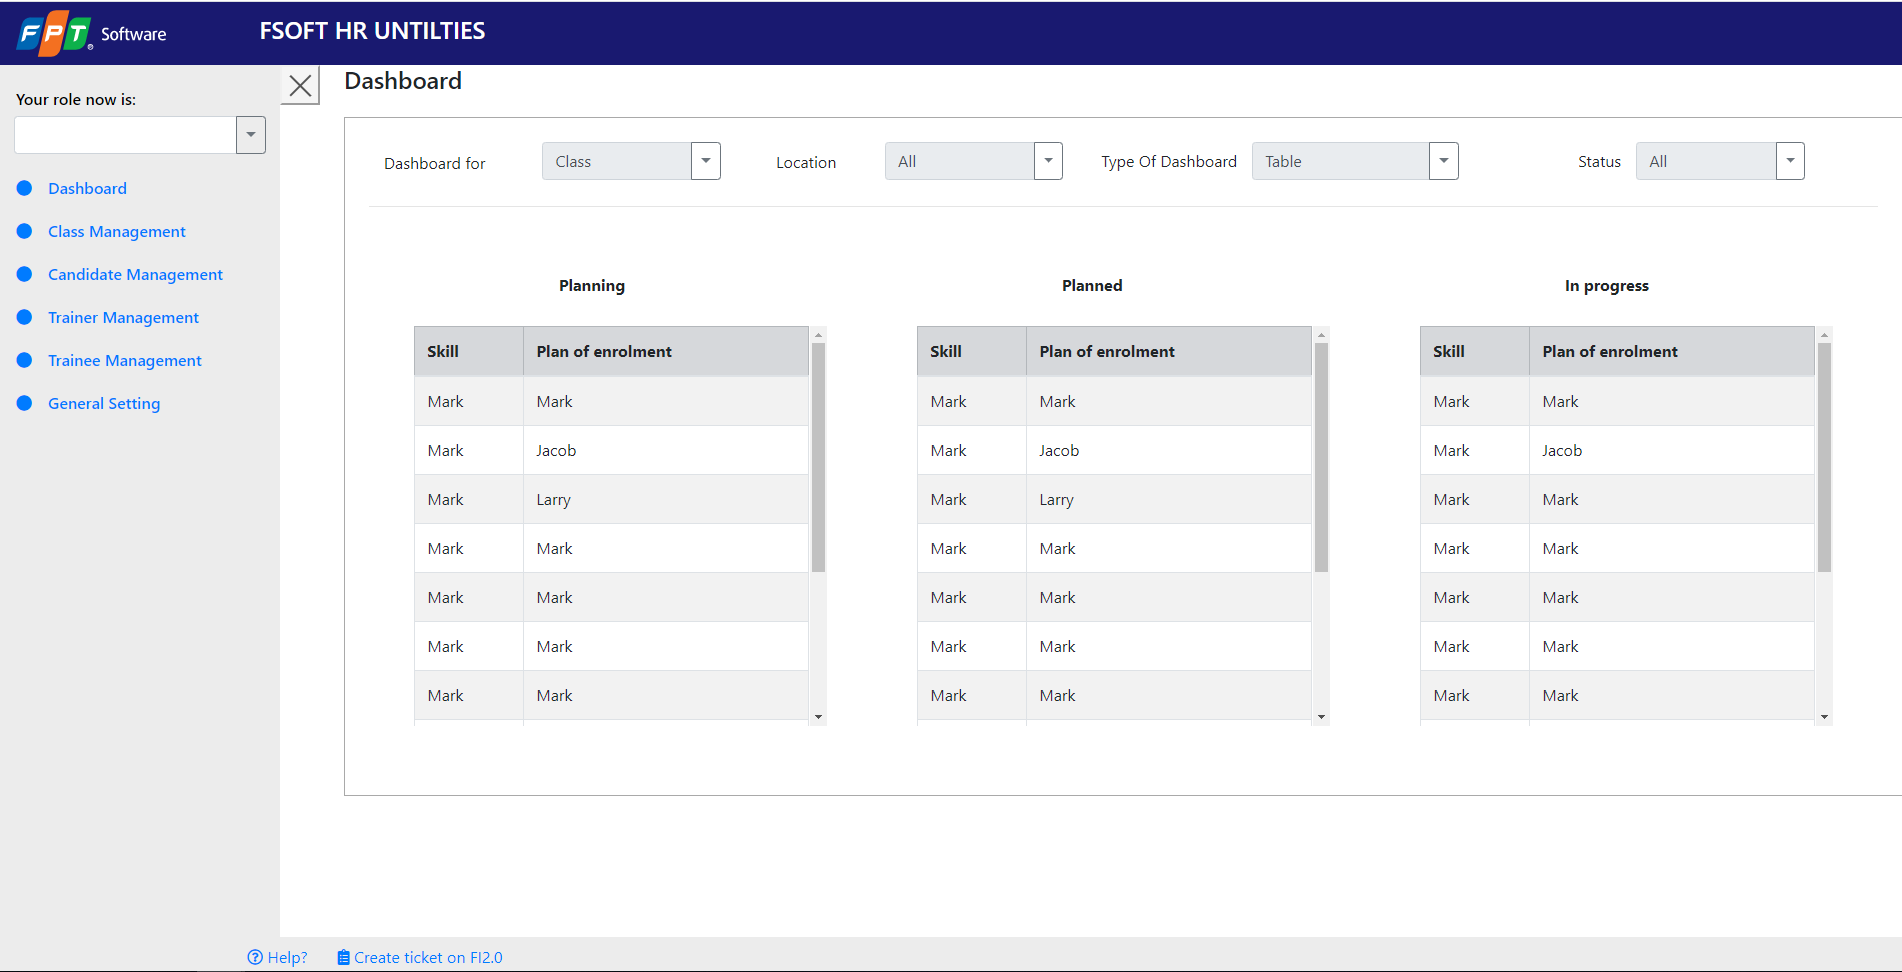 FPT® Software
FSOFT HR UNTILTIES
Your role now is:
Dashboard
Class Management
Candidate Management
Trainer Management
Trainee Management
General Setting
Dashboard
Dashboard for Class Location All Type Of Dashboard Table Status All
Planning
Skill Plan of enrolment
Mark Mark
Mark Jacob
Mark Larry
Mark Mark
Mark Mark
Mark Mark
Mark Mark
Planned
Skill Plan of enrolment
Mark Mark
Mark Jacob
Mark Larry
Mark Mark
Mark Mark
Mark Mark
Mark Mark
In progress
Skill Plan of enrolment
Mark Mark
Mark Jacob
Mark Mark
Mark Mark
Mark Mark
Mark Mark
Mark Mark
Help? Create ticket on FI2.0